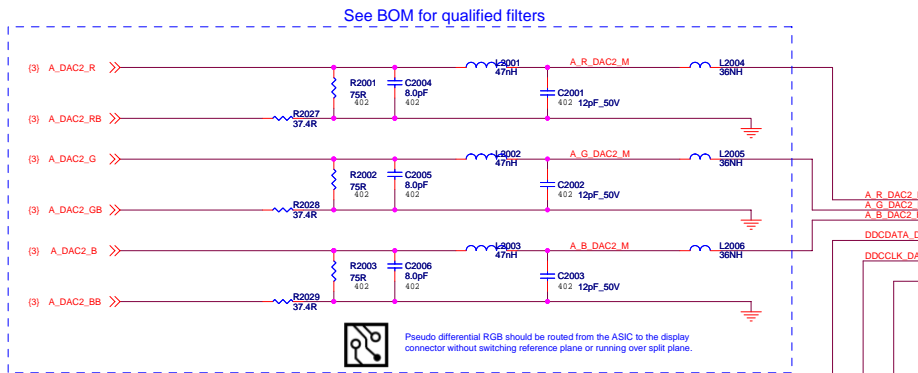 See BOM for qualified filters
{3} A_DAC2_R
L2001
47nH
A_R_DAC2_M
L2004
36NH
R2001
75R
402
C2004
8.0pF
402
C2001
402 12pF_50V
{3} A_DAC2_RB
R2027
37.4R
{3} A_DAC2_G
L2002
47nH
A_G_DAC2_M
L2005
36NH
R2002
75R
402
C2005
8.0pF
402
C2002
402 12pF_50V
{3} A_DAC2_GB
R2028
37.4R
A_R_DAC2_
A_G_DAC2_
A_B_DAC2_
{3} A_DAC2_B
L2003
47nH
A_B_DAC2_M
L2006
36NH
DDCDATA_D
DDCCLK_DA
R2003
75R
402
C2006
8.0pF
402
C2003
402 12pF_50V
{3} A_DAC2_BB
R2029
37.4R
Pseudo differential RGB should be routed from the ASIC to the display
connector without switching reference plane or running over split plane.